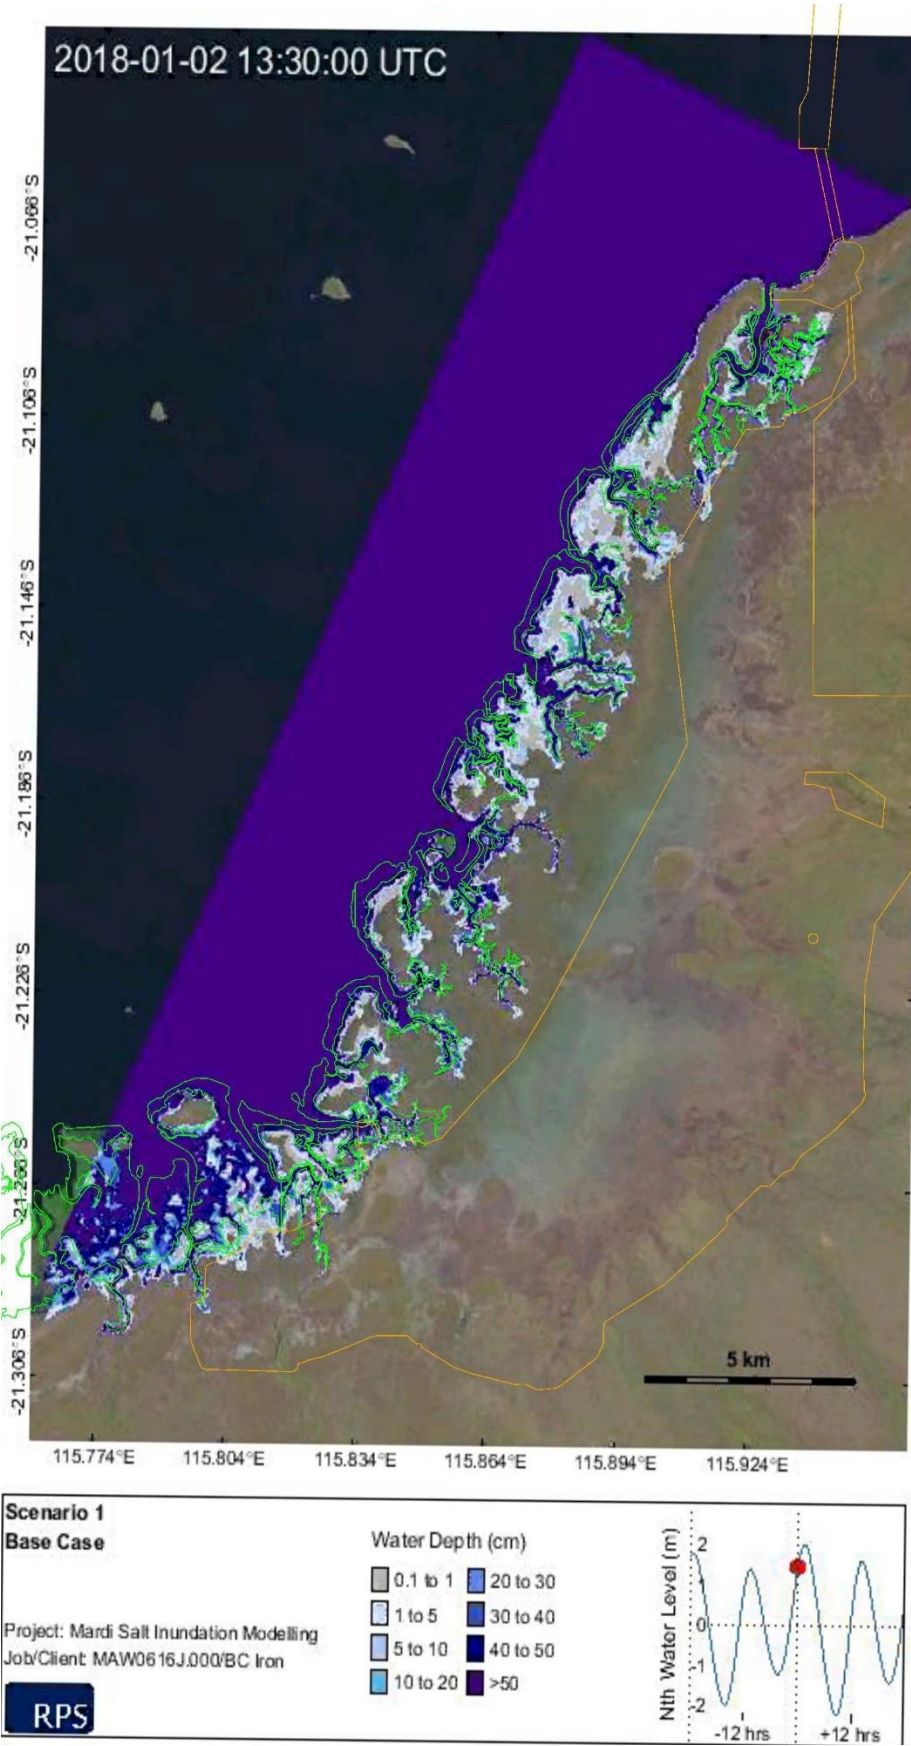 2018-01-02 13:30:00 UTC
-21.066°S
-21.106°S
-21.146°S
-21.186°S
-21.226°S
-21.266°S
-21.306°S
5 km
115.774°E 115.804°E 115.834°E 115.864°E 115.894°E 115.924°E
Scenario 1
Base Case
Project: Mardi Salt Inundation Modelling
Job/Client: MAW0616J.000/BC Iron
RPS
Water Depth (cm)
0.1 to 1 20 to 30
1 to 5 30 to 40
5 to 10 40 to 50
10 to 20 >50
Nth Water Level (m)
2
0
-1
-2
-12 hrs +12 hrs